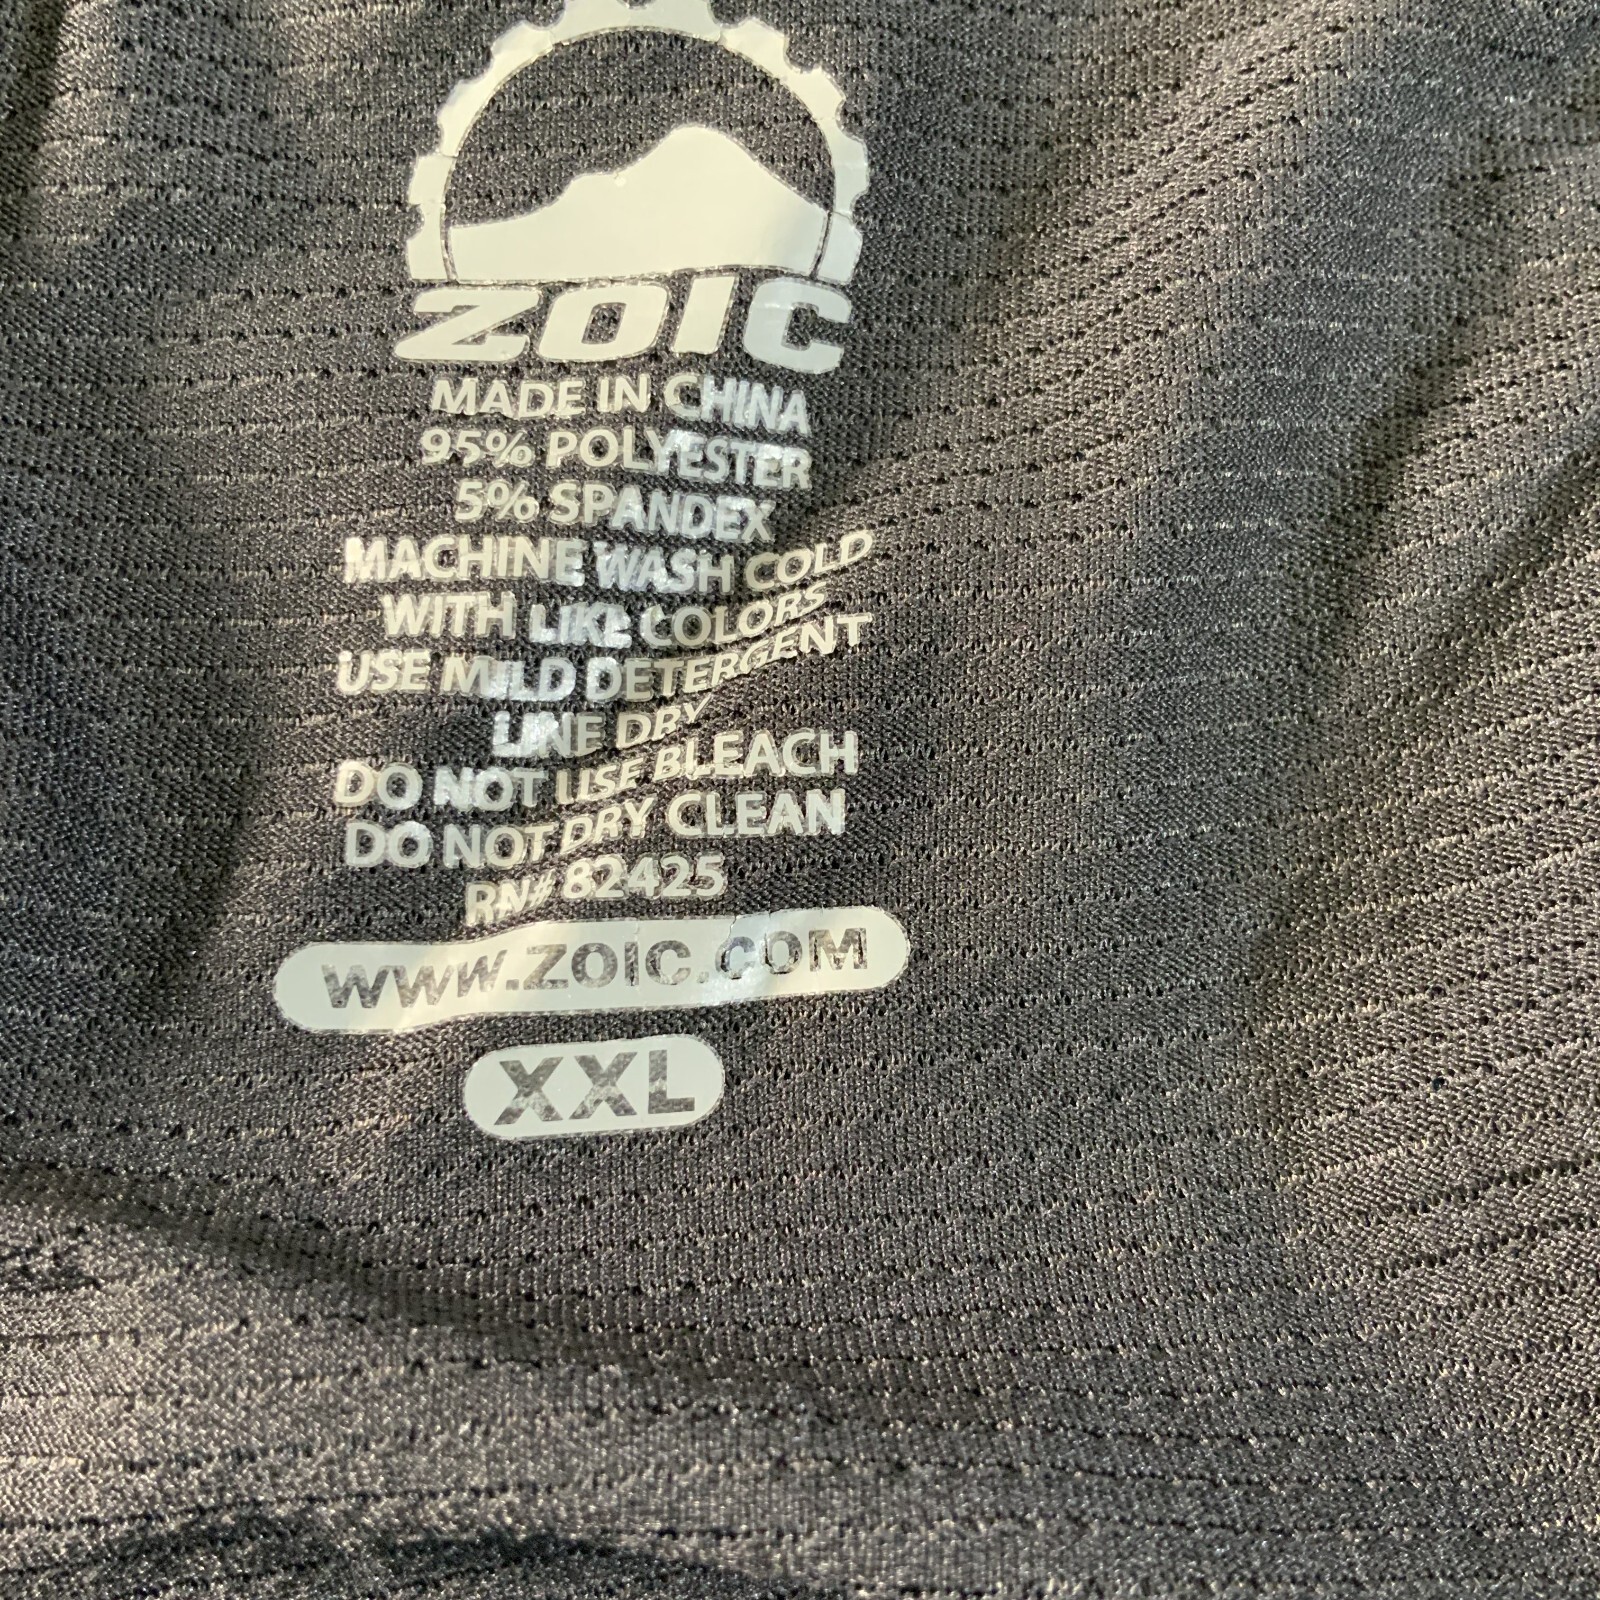 ZOIC
MADE IN CHINA
95% POLYESTER
5% SPANDEX
MACHINE WASH COLD
WITH LIKE COLORS
USE MILD DETERGENT
LINE DRY
DO NOT USE BLEACH
DO NOT DRY CLEAN
RN# 82425
WWW.ZOIC.COM
XXL